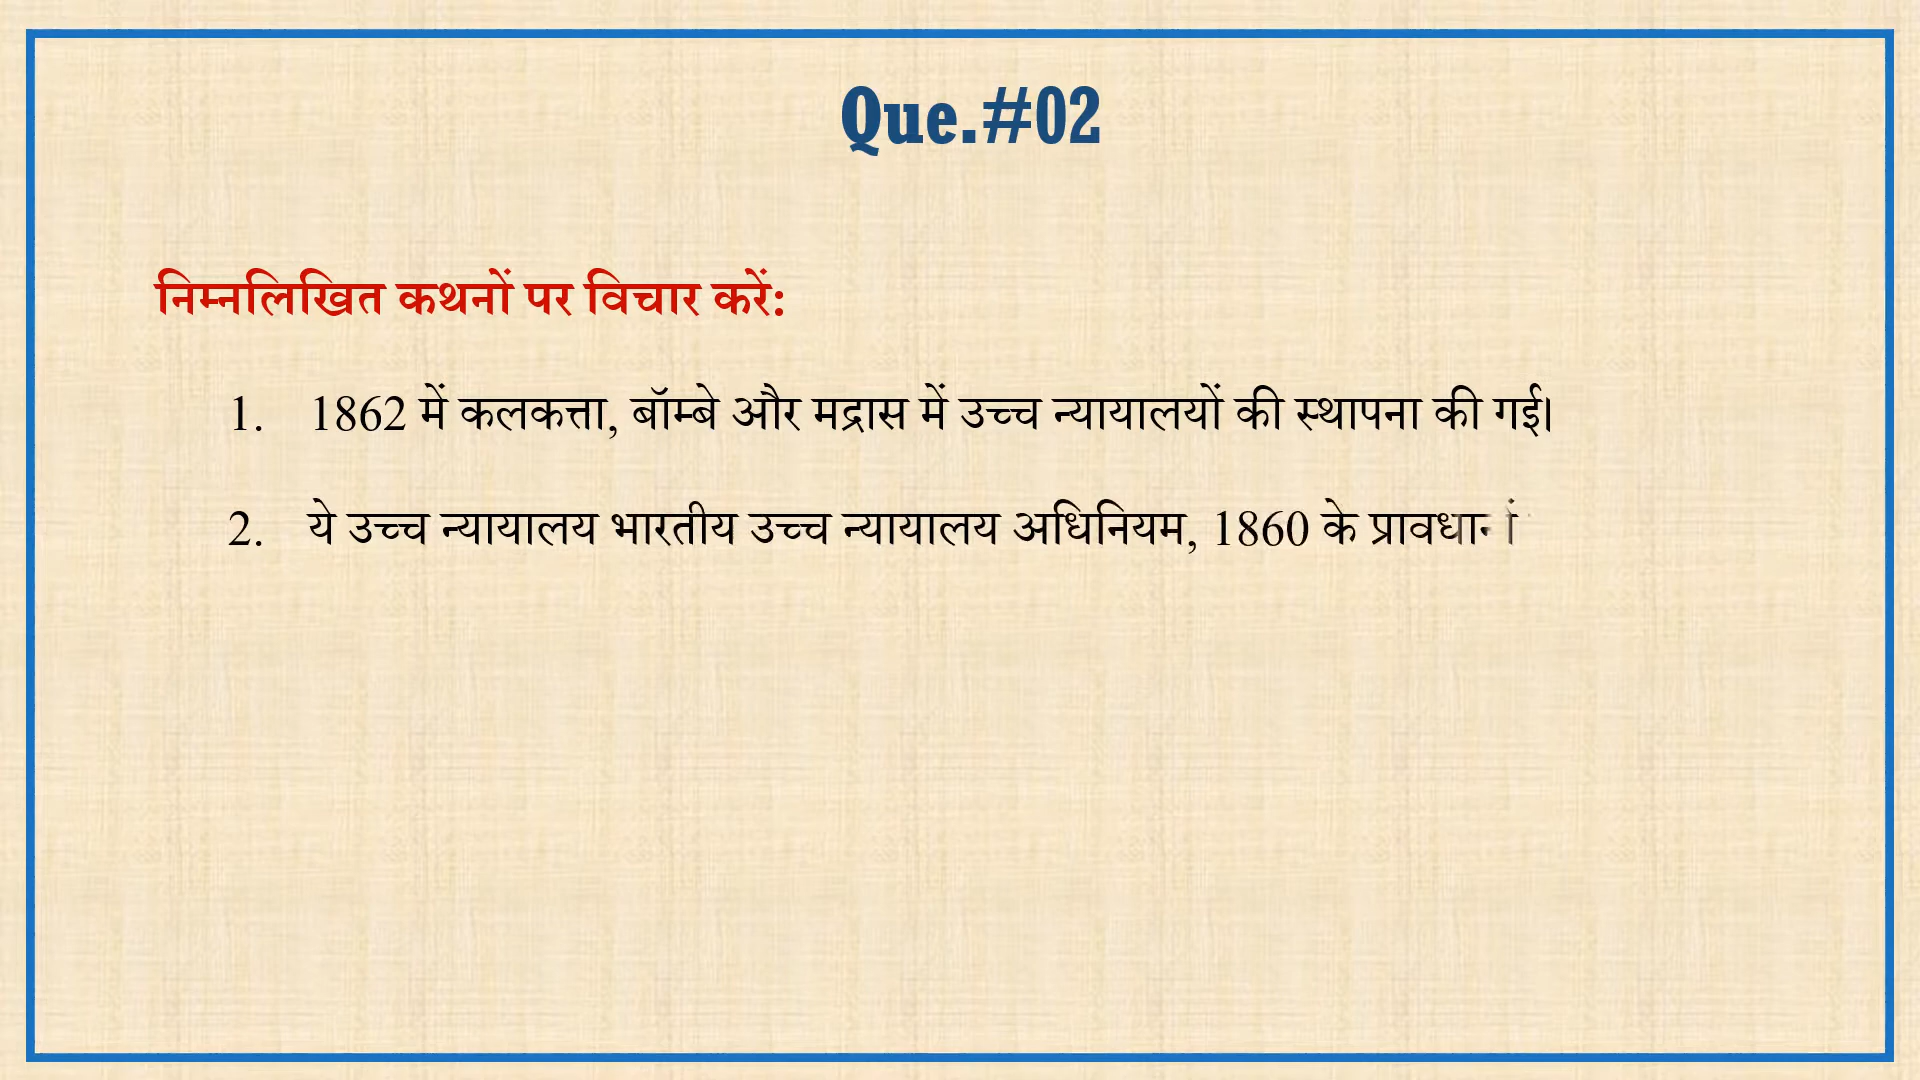 Que.#02
निम्नलिखित कथनों पर विचार करें:
1. 1862 में कलकत्ता, बॉम्बे और मद्रास में उच्च न्यायालयों की स्थापना की गई।
2. ये उच्च न्यायालय भारतीय उच्च न्यायालय अधिनियम, 1860 के प्रावधानों